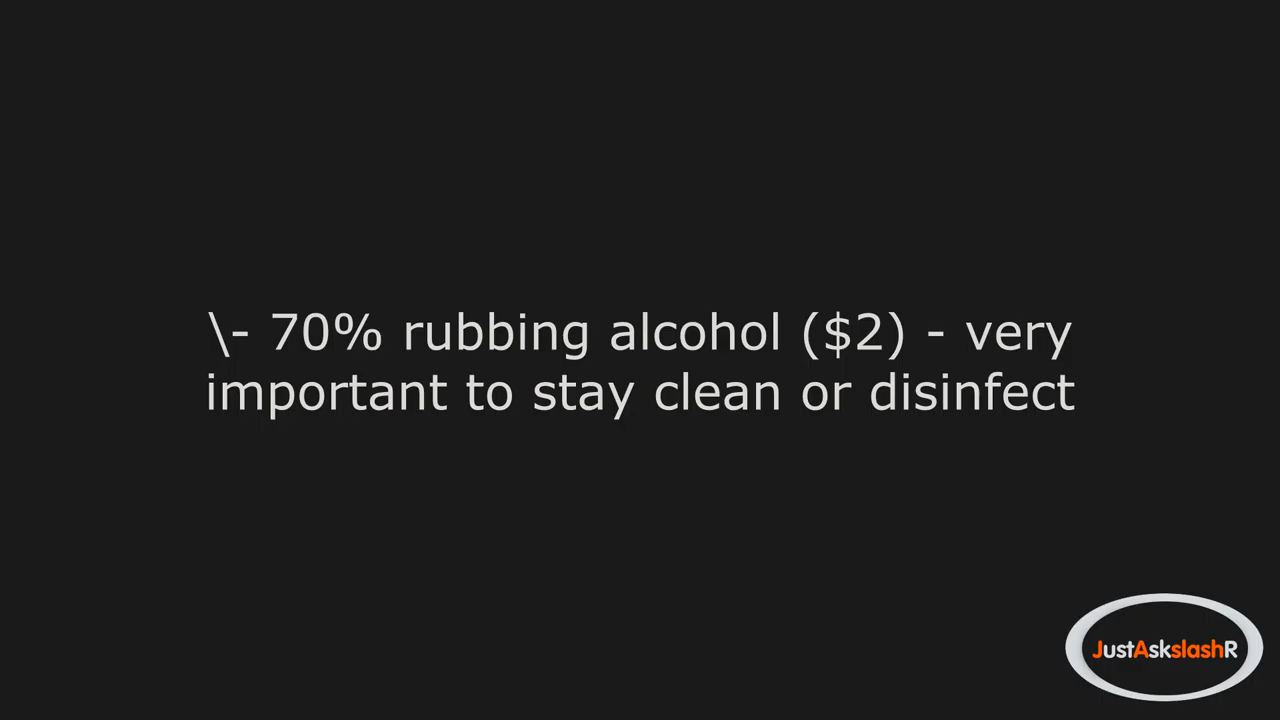 \- 70% rubbing alcohol ($2) - very
important to stay clean or disinfect
JustAskslashR